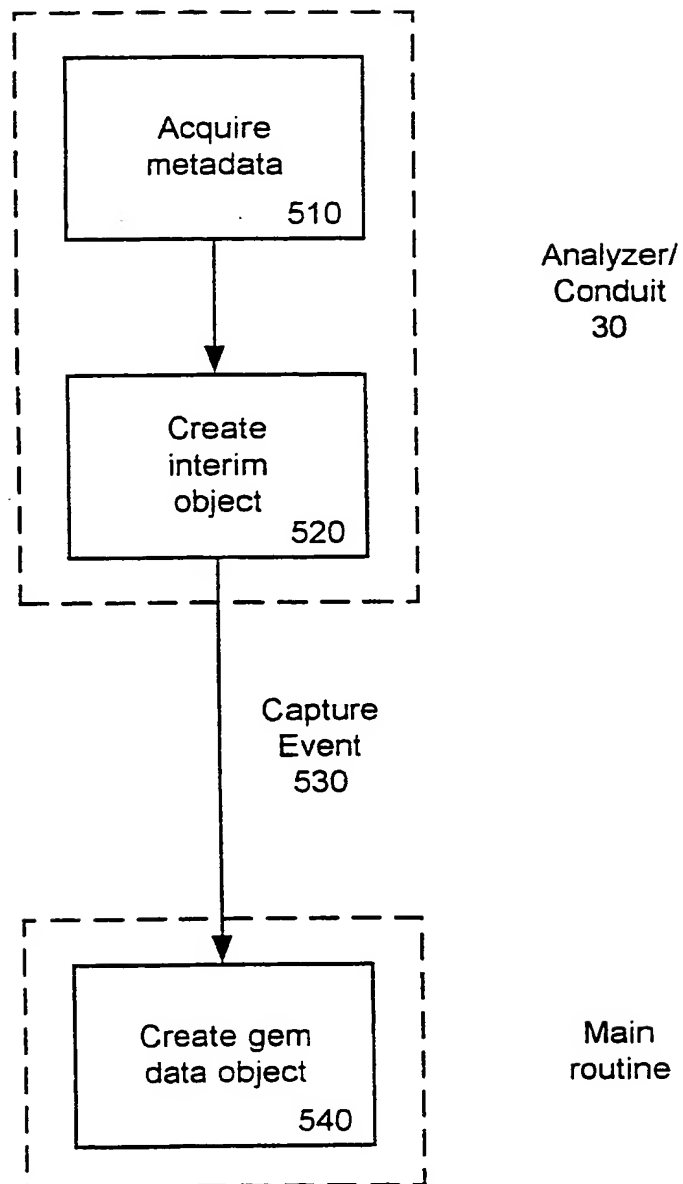 Acquire
metadata
510
Analyzer/
Conduit
30
Create
interim
object
520
Capture
Event
530
Create gem
data object
540
Main
routine